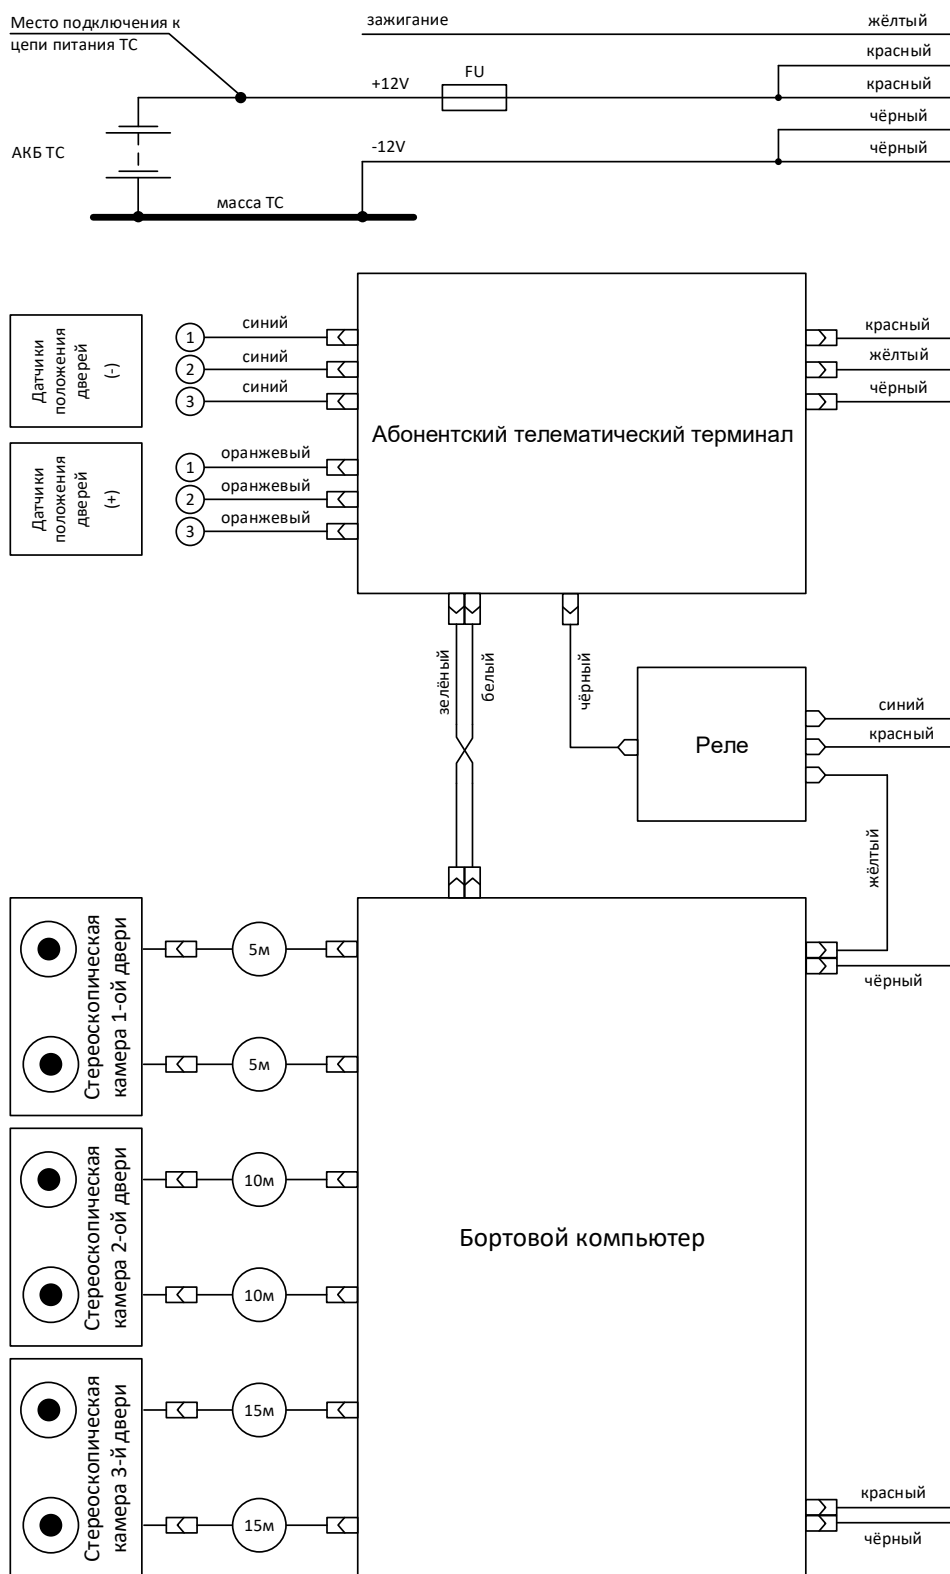 Место подключения к
цепи питания ТС
зажигание
жёлтый
красный
+12V
FU
красный
чёрный
АКБ ТС
-12V
чёрный
масса ТС
Датчики
положения
дверей
(-)
1
синий
2
синий
3
синий
красный
жёлтый
чёрный
Абонентский телематический терминал
Датчики
положения
дверей
(+)
1
оранжевый
2
оранжевый
3
оранжевый
зелёный
белый
чёрный
Реле
синий
красный
жёлтый
чёрный
Стереоскопическая
камера 1-ой двери
5м
5м
Стереоскопическая
камера 2-ой двери
10м
10м
Бортовой компьютер
Стереоскопическая
камера 3-й двери
15м
15м
красный
чёрный